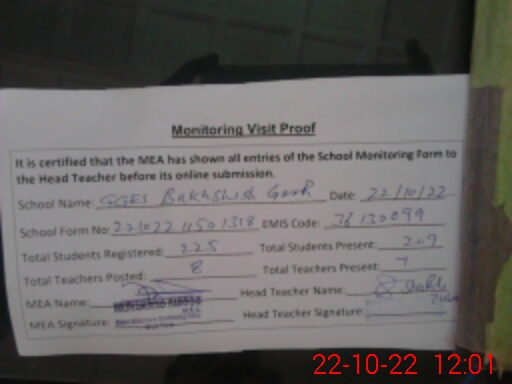 Monitoring Visit Proof
It is certified that the MEA has shown all entries of the School Monitoring Form to
the Head Teacher before its online submission.
School Name: GGES Bakhshish Garh Date: 22/10/22
School Form No: EMIS Code:
Total Students Registered: 225 Total Students Present: 209
Total Teachers Posted: 8 Total Teachers Present: 7
MEA Name: Head Teacher Name:
MEA Signature: Head Teacher Signature:
22-10-22 12:01